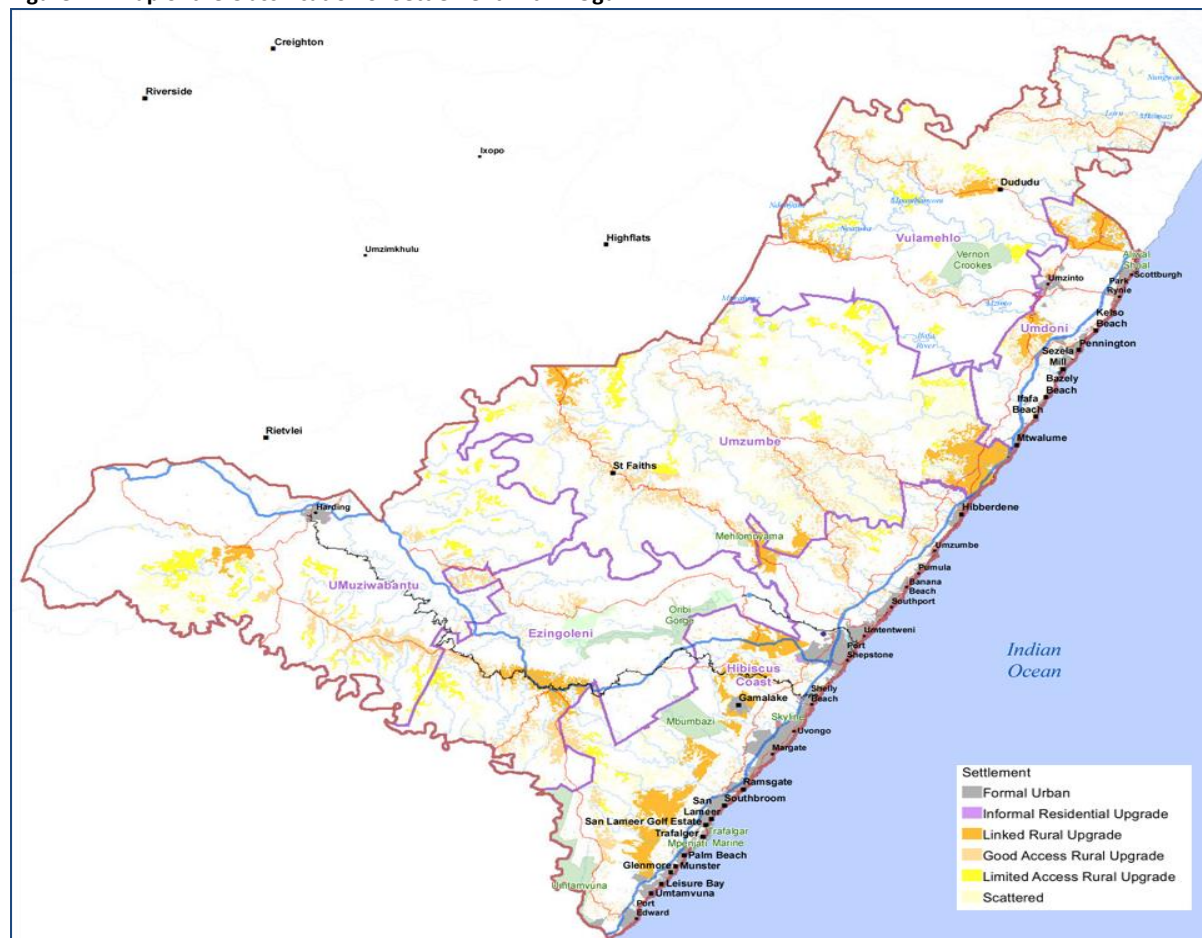 Creighton
Riverside
Ixopo
Highflats
Umzimkhulu
Dududu
Vulamehlo
Vernon
Crookes
Umzinto
Scottburgh
Park
Rynie
Kelso
Beach
Umdoni
Pennington
Sezela
Mill
Bazely
Beach
Ifafa
River
Ifafa
Beach
Mtwalume
Rietvlei
Umzumbe
St Faiths
Harding
Hibberdene
Umzumbe
Pumula
Banana
Beach
Southport
UMuziwabantu
Ezingoleni
Oribi
Gorge
Umtentweni
Port
Shepstone
Hibiscus
Coast
Gamalake
Shelly
Beach
Mbumbazi
Skyline
Uvongo
Margate
Ramsgate
Southbroom
San
Lameer
San Lameer Golf Estate
Trafalger
Trafalgar
Marine
Mpenjati
Palm Beach
Glenmore
Munster
Leisure Bay
Umtamvuna
Port
Edward
Indian
Ocean
Settlement
Formal Urban
Informal Residential Upgrade
Linked Rural Upgrade
Good Access Rural Upgrade
Limited Access Rural Upgrade
Scattered